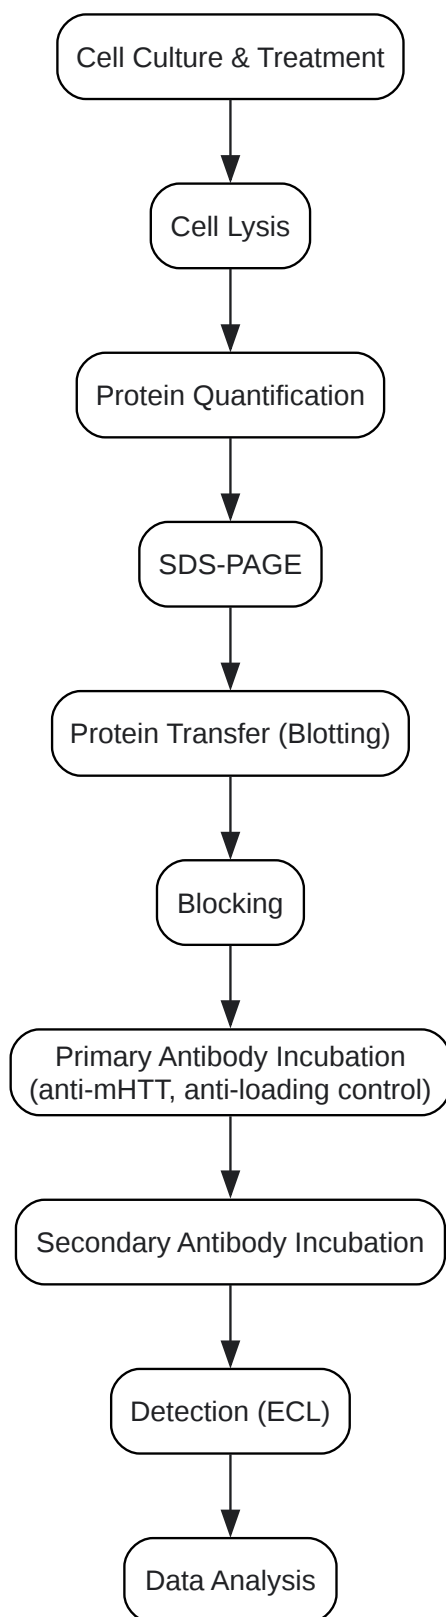 Cell Culture & Treatment
Cell Lysis
Protein Quantification
SDS-PAGE
Protein Transfer (Blotting)
Blocking
Primary Antibody Incubation
(anti-mHTT, anti-loading control)
Secondary Antibody Incubation
Detection (ECL)
Data Analysis